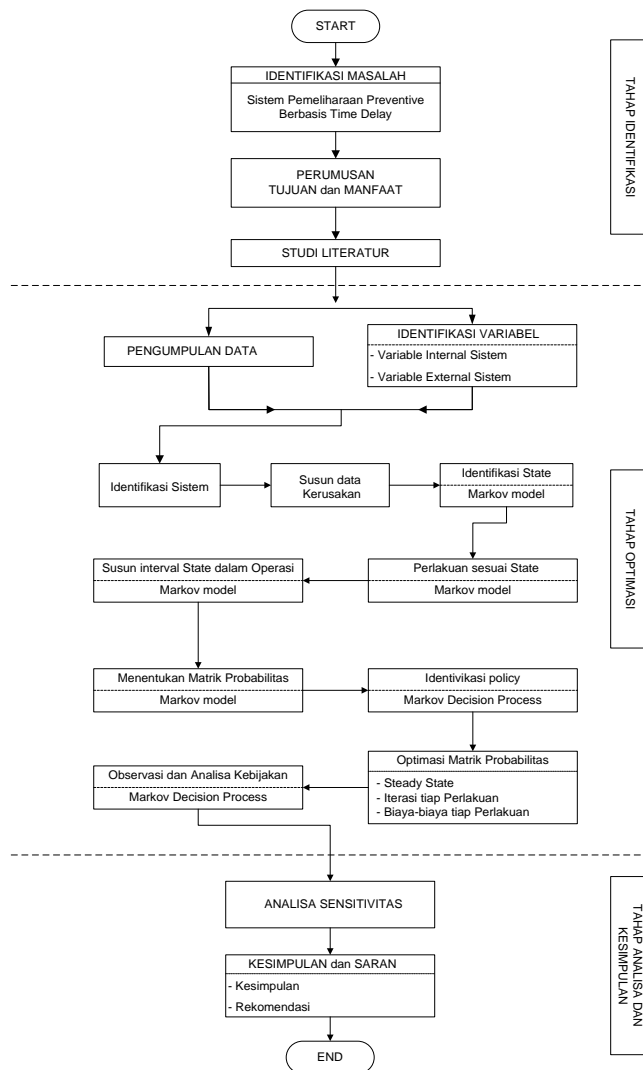 START
IDENTIFIKASI MASALAH
Sistem Pemeliharaan Preventive
Berbasis Time Delay
PERUMUSAN
TUJUAN dan MANFAAT
STUDI LITERATUR
TAHAP IDENTIFIKASI
PENGUMPULAN DATA
IDENTIFIKASI VARIABEL
- Variable Internal Sistem
- Variable External Sistem
Identifikasi Sistem
Susun data
Kerusakan
Identifikasi State
Markov model
Perlakuan sesuai State
Markov model
Susun interval State dalam Operasi
Markov model
Menentukan Matrik Probabilitas
Markov model
Identivikasi policy
Markov Decision Process
Optimasi Matrik Probabilitas
- Steady State
- Iterasi tiap Perlakuan
- Biaya-biaya tiap Perlakuan
Observasi dan Analisa Kebijakan
Markov Decision Process
TAHAP OPTIMASI
ANALISA SENSITIVITAS
KESIMPULAN dan SARAN
- Kesimpulan
- Rekomendasi
END
TAHAP ANALISA DAN
KESIMPULAN